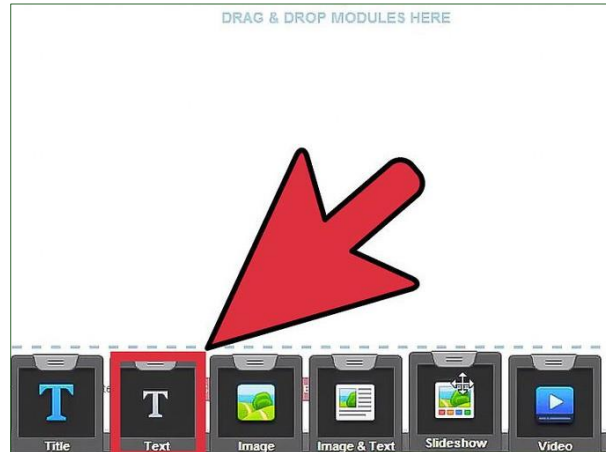 DRAG & DROP MODULES HERE
T
T
Title
Text
Image
Image & Text
Slideshow
Video